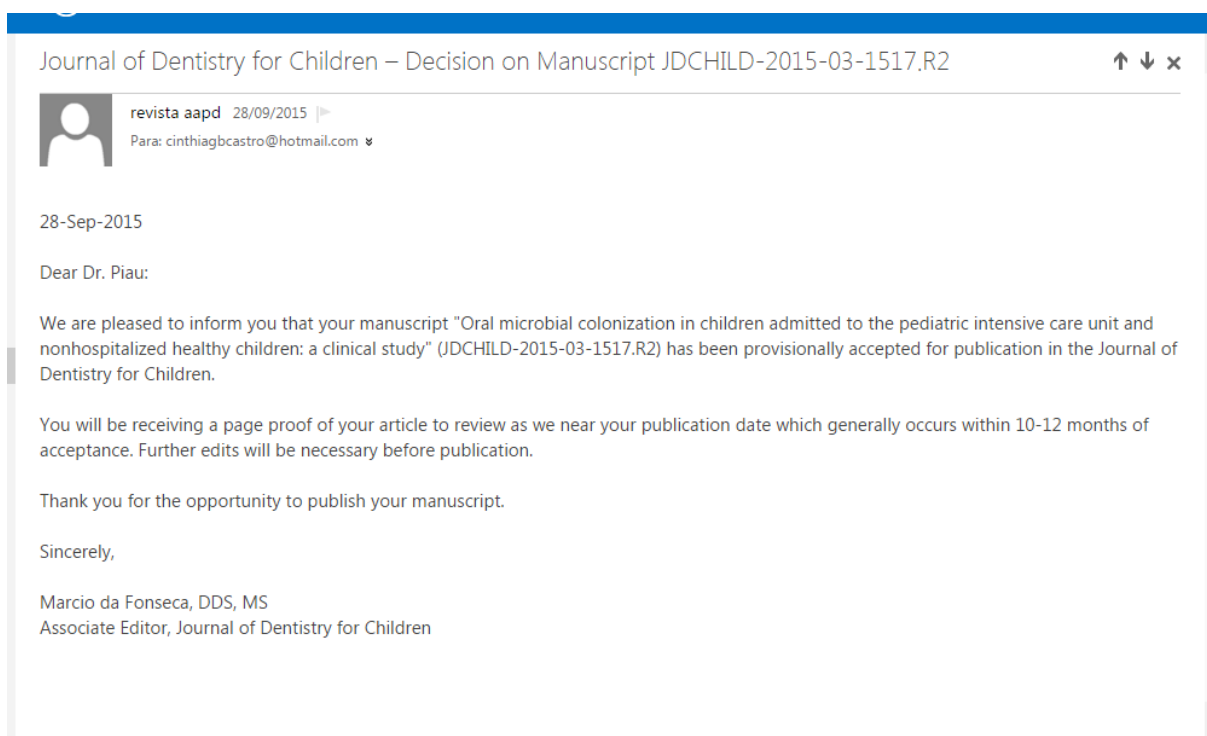 Journal of Dentistry for Children – Decision on Manuscript JDCHILD-2015-03-1517.R2
revista aapd 28/09/2015
Para: cinthiagbcastro@hotmail.com
28-Sep-2015
Dear Dr. Piau:
We are pleased to inform you that your manuscript "Oral microbial colonization in children admitted to the pediatric intensive care unit and
nonhospitalized healthy children: a clinical study" (JDCHILD-2015-03-1517.R2) has been provisionally accepted for publication in the Journal of
Dentistry for Children.
You will be receiving a page proof of your article to review as we near your publication date which generally occurs within 10-12 months of
acceptance. Further edits will be necessary before publication.
Thank you for the opportunity to publish your manuscript.
Sincerely,
Marcio da Fonseca, DDS, MS
Associate Editor, Journal of Dentistry for Children